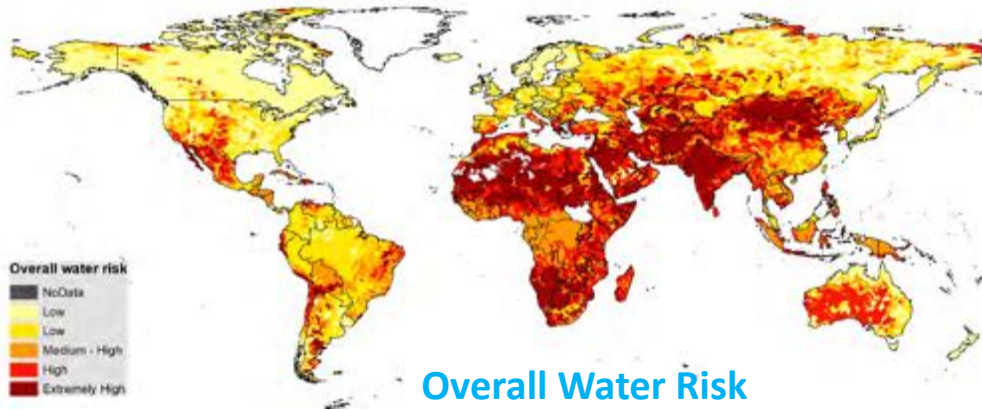 Overall water risk
NoData
Low
Low
Medium - High
High
Extremely High
Overall Water Risk